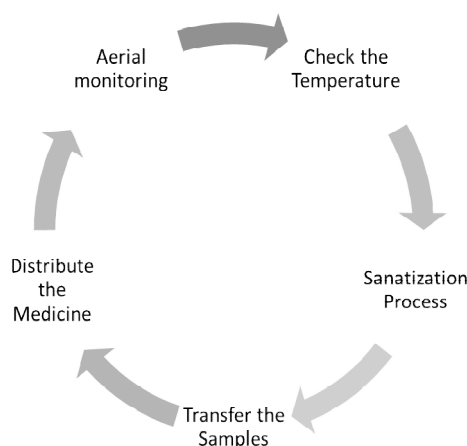 Aerial
monitoring
Check the
Temperature
Sanatization
Process
Transfer the
Samples
Distribute
the
Medicine